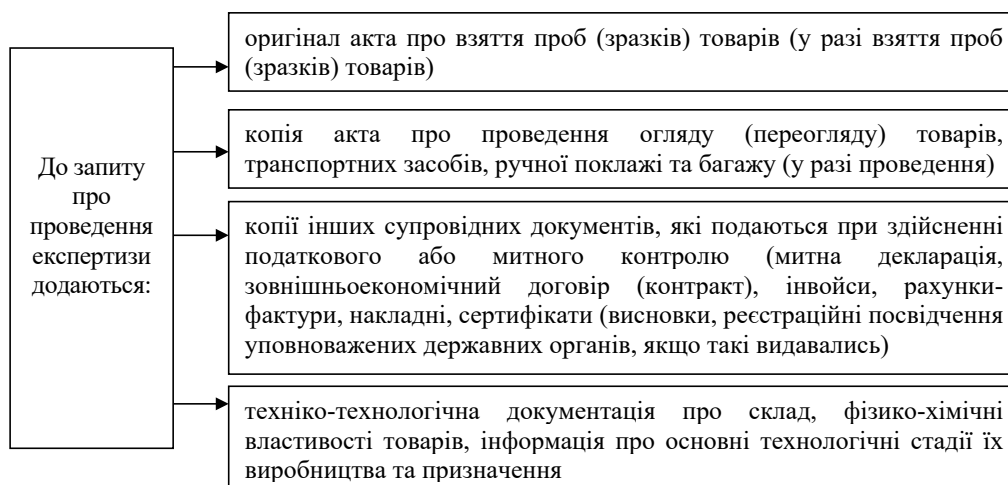 До запиту
про
проведення
експертизи
додаються:
оригінал акта про взяття проб (зразків) товарів (у разі взяття проб
(зразків) товарів)
копія акта про проведення огляду (переогляду) товарів,
транспортних засобів, ручної поклажі та багажу (у разі проведення)
копії інших супровідних документів, які подаються при здійсненні
податкового або митного контролю (митна декларація,
зовнішньоекономічний договір (контракт), інвойси, рахунки-
фактури, накладні, сертифікати (висновки, реєстраційні посвідчення
уповноважених державних органів, якщо такі видавались)
техніко-технологічна документація про склад, фізико-хімічні
властивості товарів, інформація про основні технологічні стадії їх
виробництва та призначення